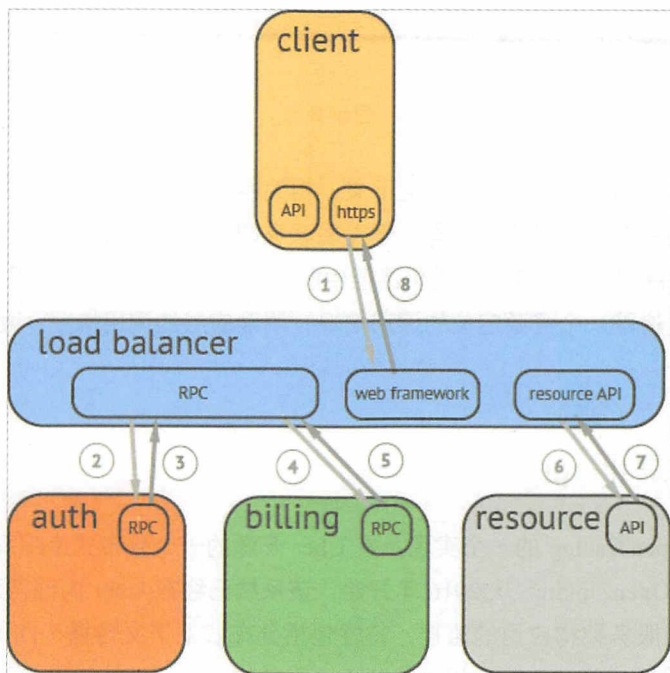 client
API
https
1
8
load balancer
RPC
web framework
resource API
2
3
4
5
6
7
auth
RPC
billing
RPC
resource
API